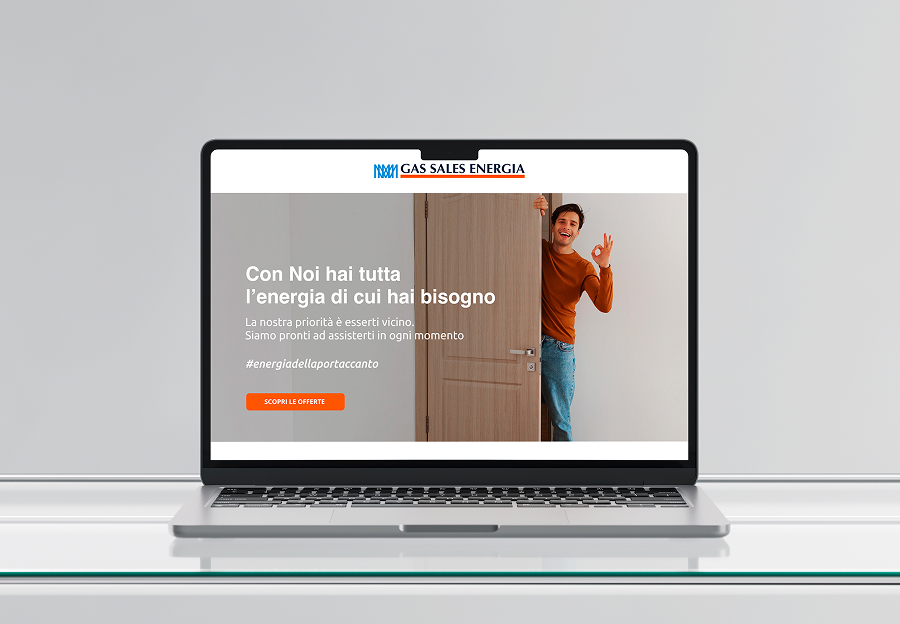 GAS SALES ENERGIA
Con Noi hai tutta
l’energia di cui hai bisogno
La nostra priorità è esserti vicino.
Siamo pronti ad assisterti in ogni momento
#energiadellaportaccanto
SCOPRI LE OFFERTE